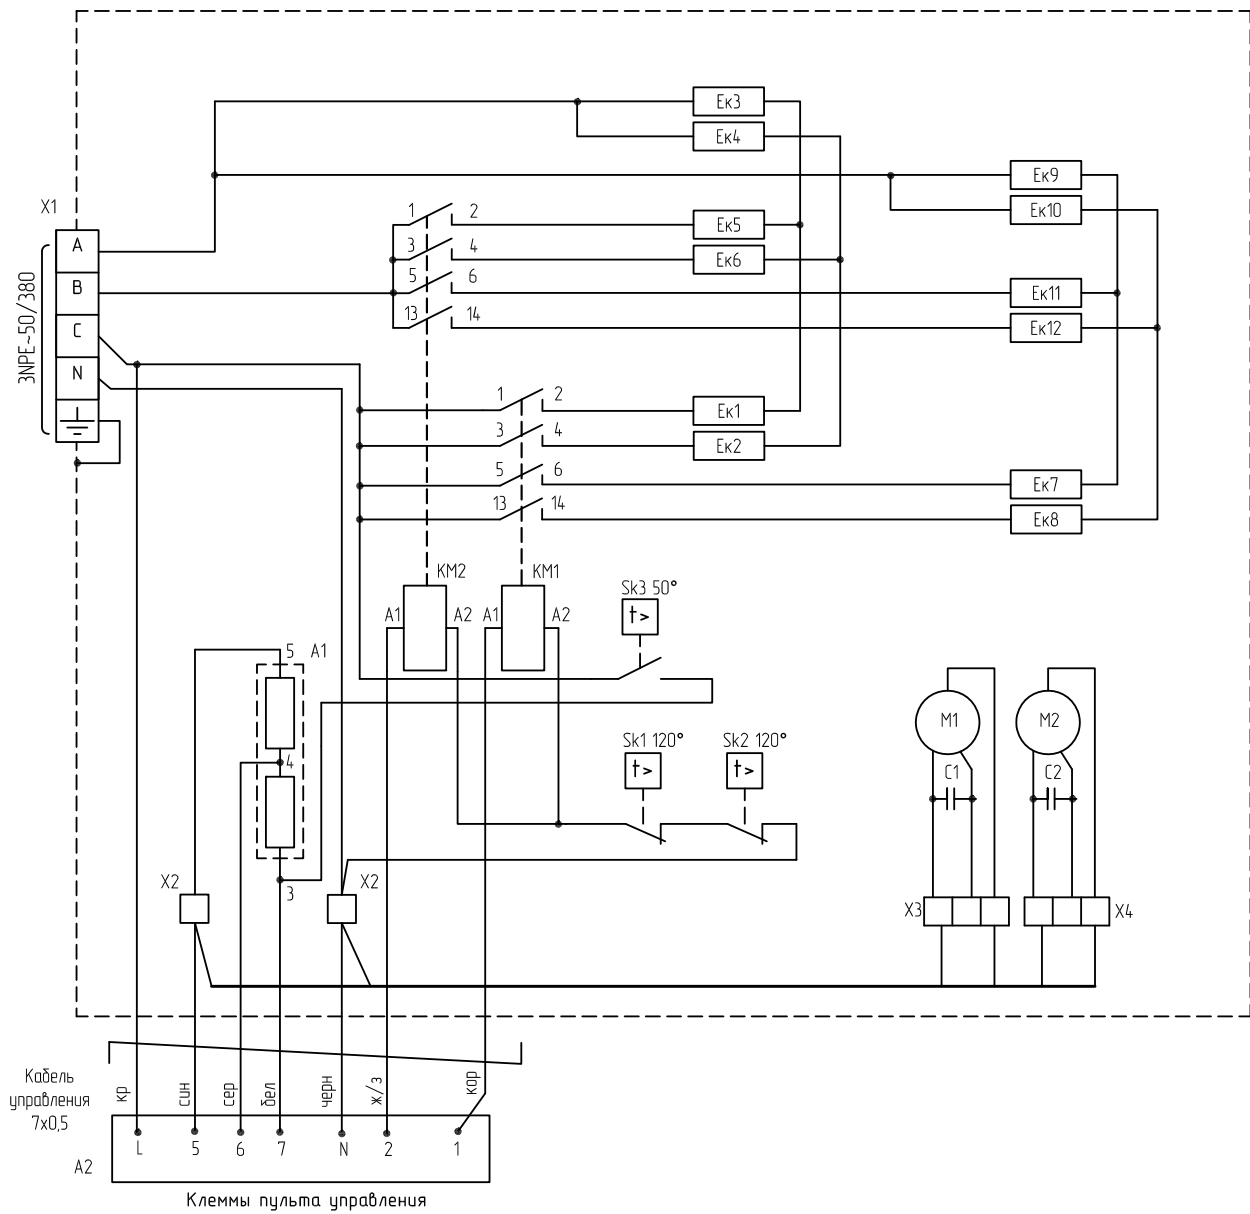 Ек3
Ек4
Ек9
Ек10
X1
1
2
Ек5
A
3
4
Ек6
B
5
6
Ек11
3NPE~50/380
13
14
Ек12
C
N
1
2
Ек1
3
4
Ек2
5
6
Ек7
13
14
Ек8
KM2
KM1
Sk3 50°
t>
A1
A2
A1
A2
5
A1
M1
M2
Sk1 120°
Sk2 120°
t>
t>
4
C1
C2
X2
3
X2
X3
X4
Кабель
управления
7x0,5
кр
син
сер
бел
черн
ж/з
кор
L
5
6
7
N
2
1
A2
Клеммы пульта управления